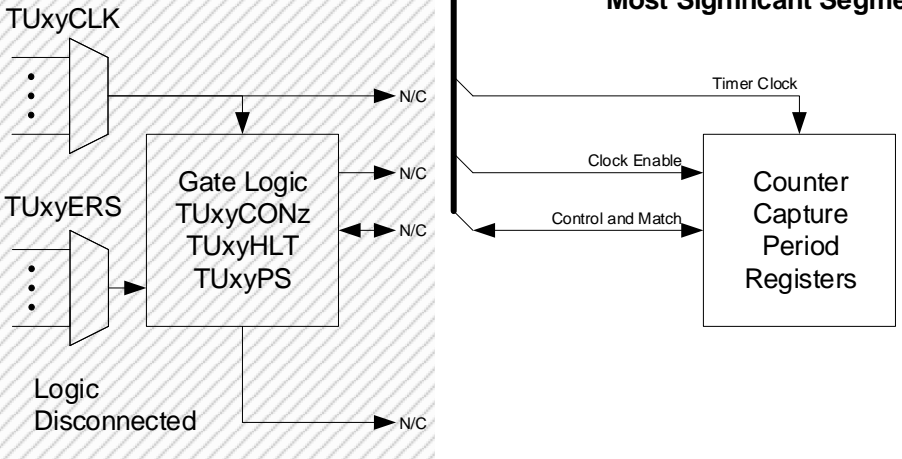 Most Significant Segme
TUxyCLK
N/C
Timer Clock
Gate Logic
TUxyCONz
TUxyHLT
TUxyPS
N/C
N/C
Clock Enable
Control and Match
Counter
Capture
Period
Registers
TUxyERS
Logic
Disconnected
N/C